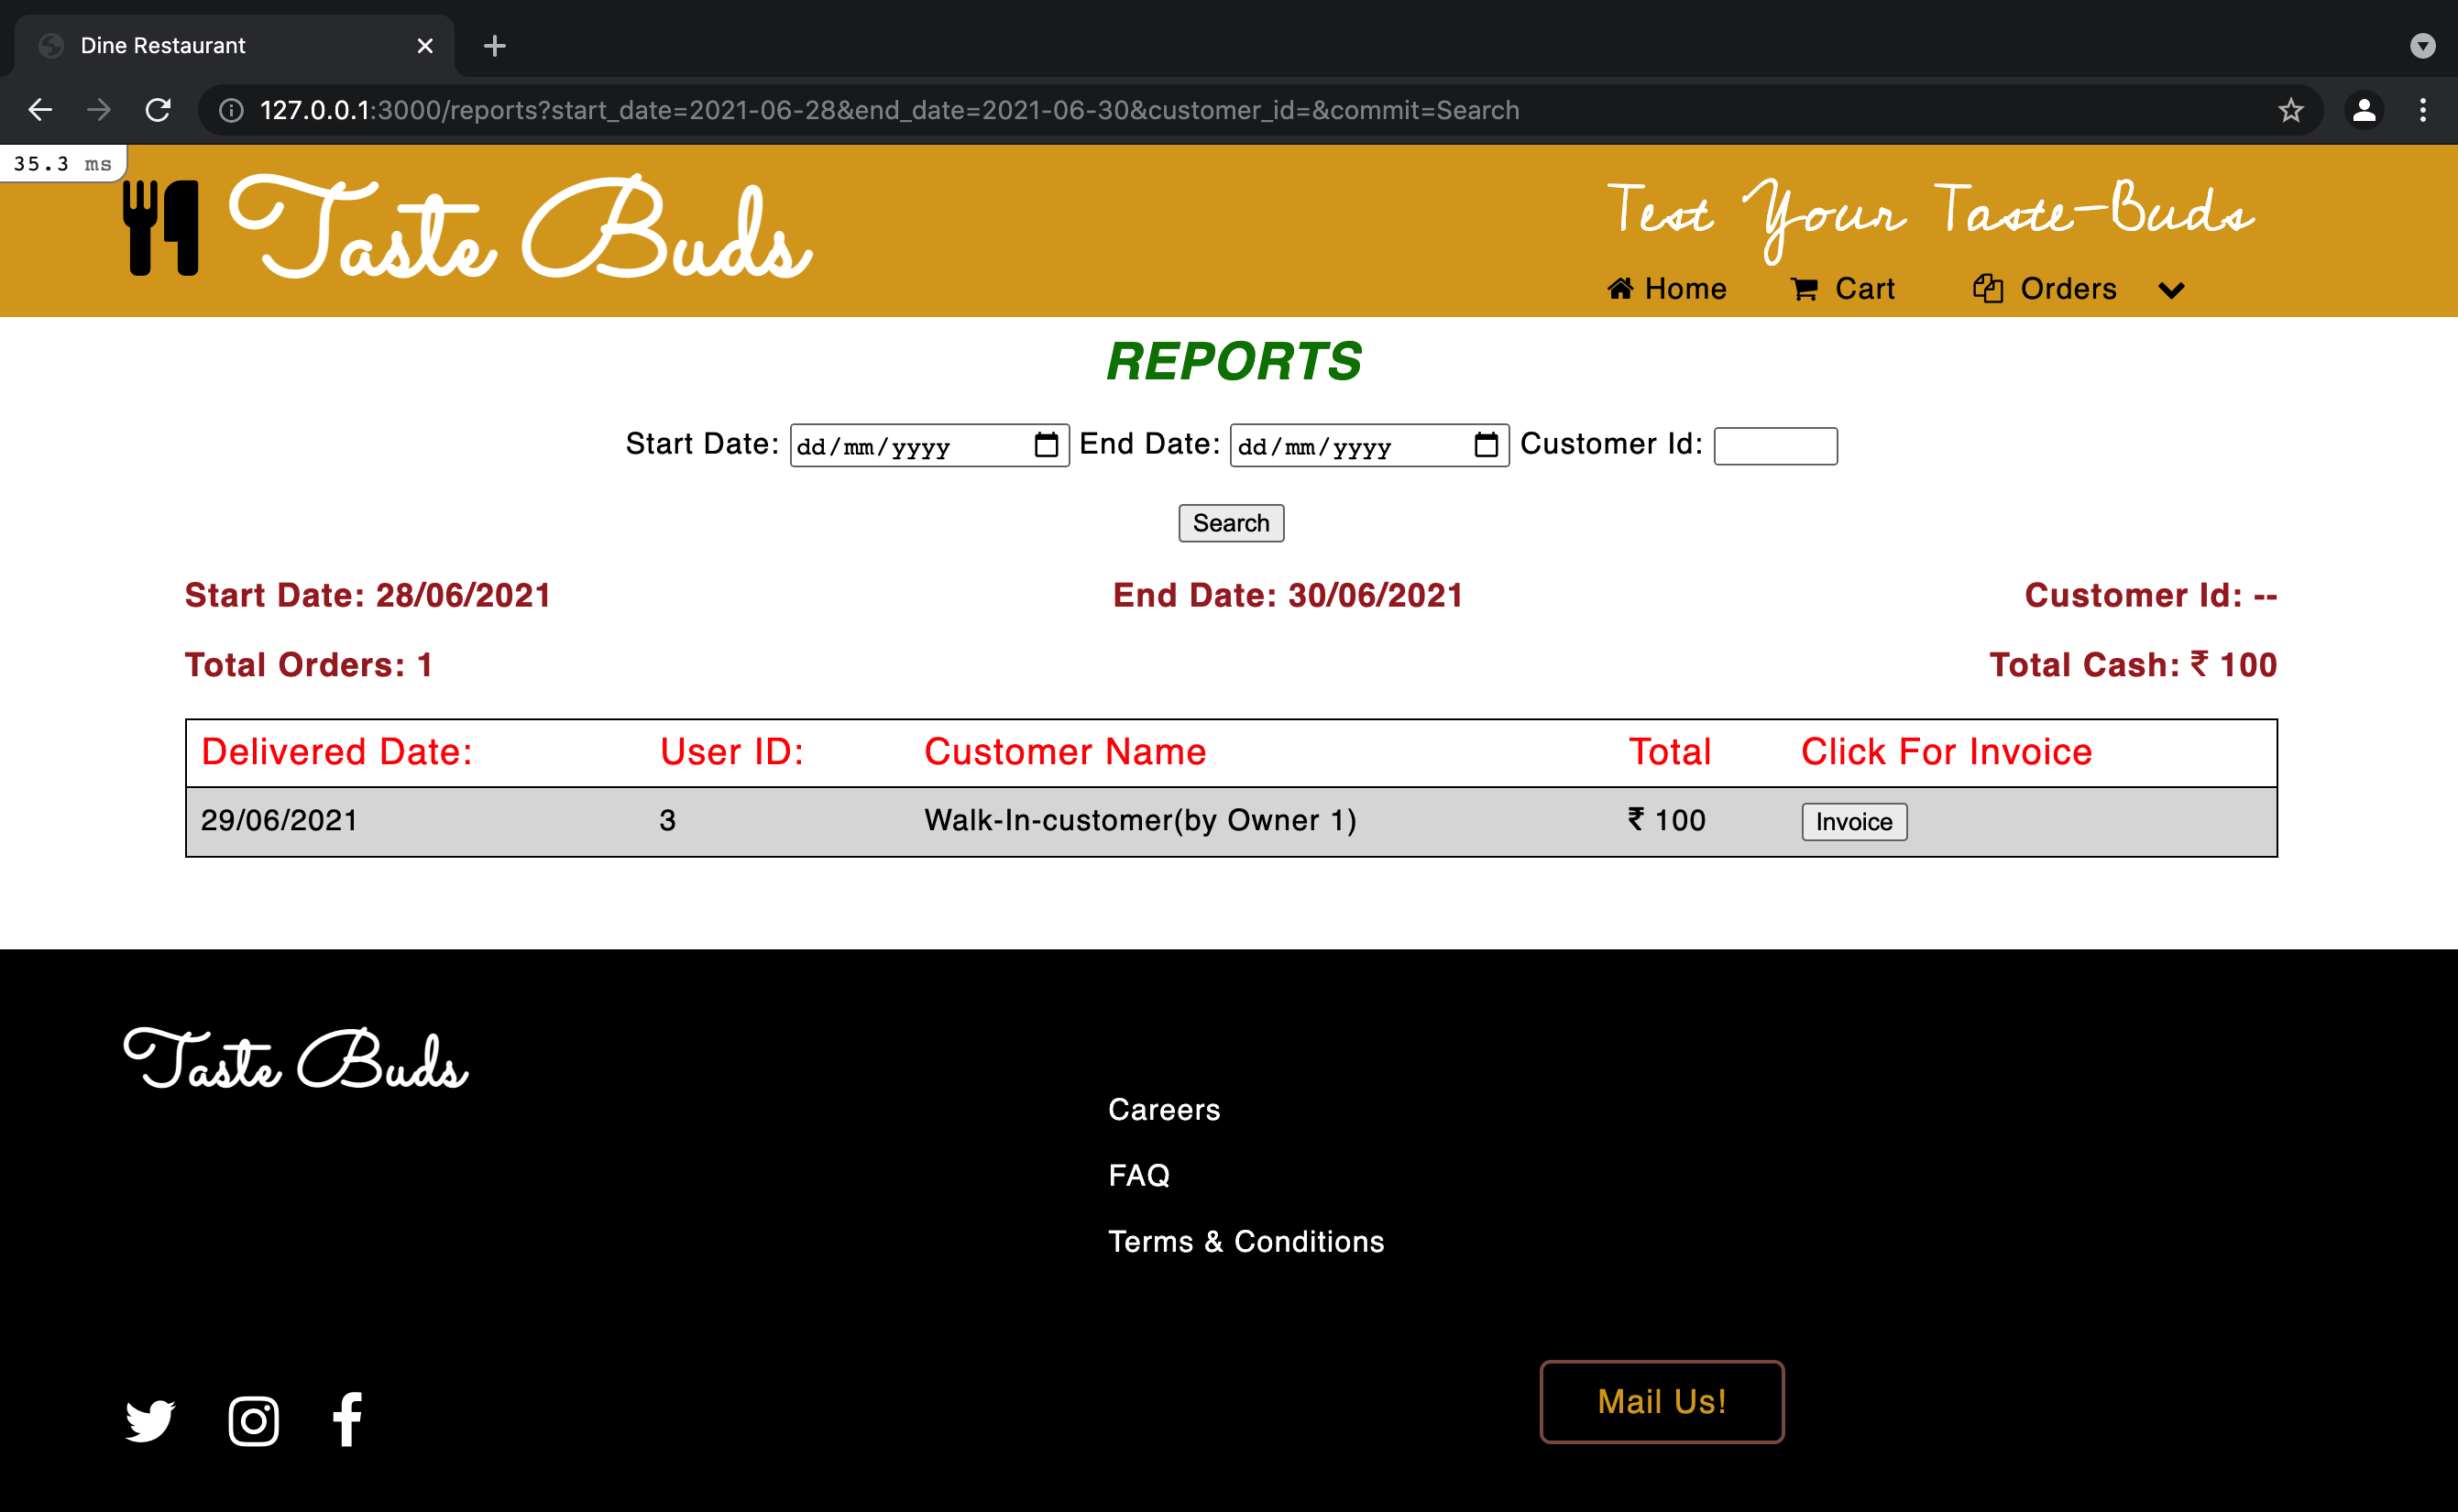 Dine Restaurant
127.0.0.1:3000/reports?start_date=2021-06-28&end_date=2021-06-30&customer_id=&commit=Search
35.3 ms
Taste Buds
Test Your Taste-Buds
Home Cart Orders
REPORTS
Start Date: dd/mm/yyyy End Date: dd/mm/yyyy Customer Id:
Search
Start Date: 28/06/2021 End Date: 30/06/2021 Customer Id: --
Total Orders: 1 Total Cash: ₹ 100
Delivered Date: User ID: Customer Name Total Click For Invoice
29/06/2021 3 Walk-In-customer(by Owner 1) ₹ 100 Invoice
Taste Buds
Careers
FAQ
Terms & Conditions
Mail Us!